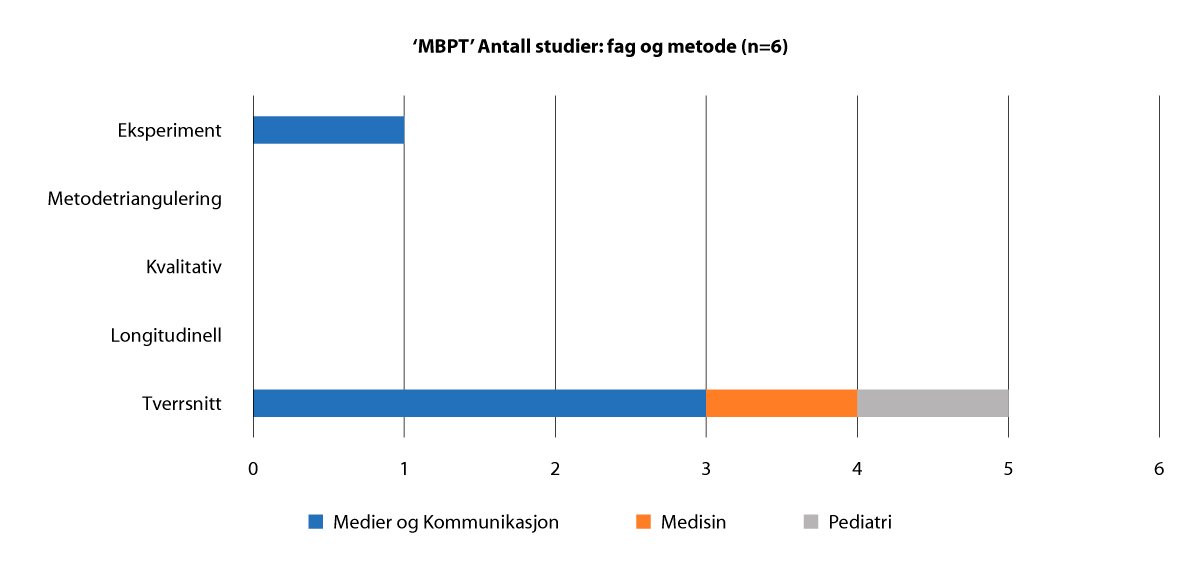 ‘MBPT’ Antall studier: fag og metode (n=6)
Eksperiment
Metodetriangulering
Kvalitativ
Longitudinell
Tverrsnitt
0 1 2 3 4 5 6
Medier og Kommunikasjon Medisin Pediatri